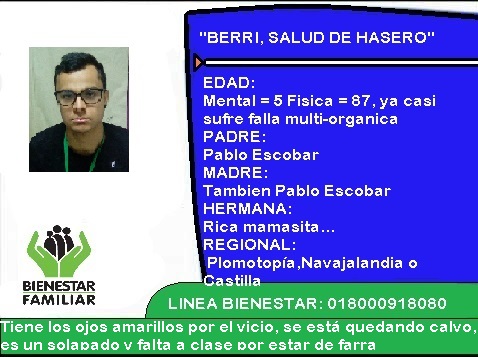 "BERRI, SALUD DE HASERO"
EDAD:
Mental = 5 Fisica = 87, ya casi
sufre falla multi-organica
PADRE:
Pablo Escobar
MADRE:
Tambien Pablo Escobar
HERMANA:
Rica mamasita...
REGIONAL:
Plomotopía,Navajalandia o
Castilla
BIENESTAR
FAMILIAR
LINEA BIENESTAR: 018000918080
Tiene los ojos amarillos por el vicio, se está quedando calvo,
es un solapado y falta a clase por estar de farra